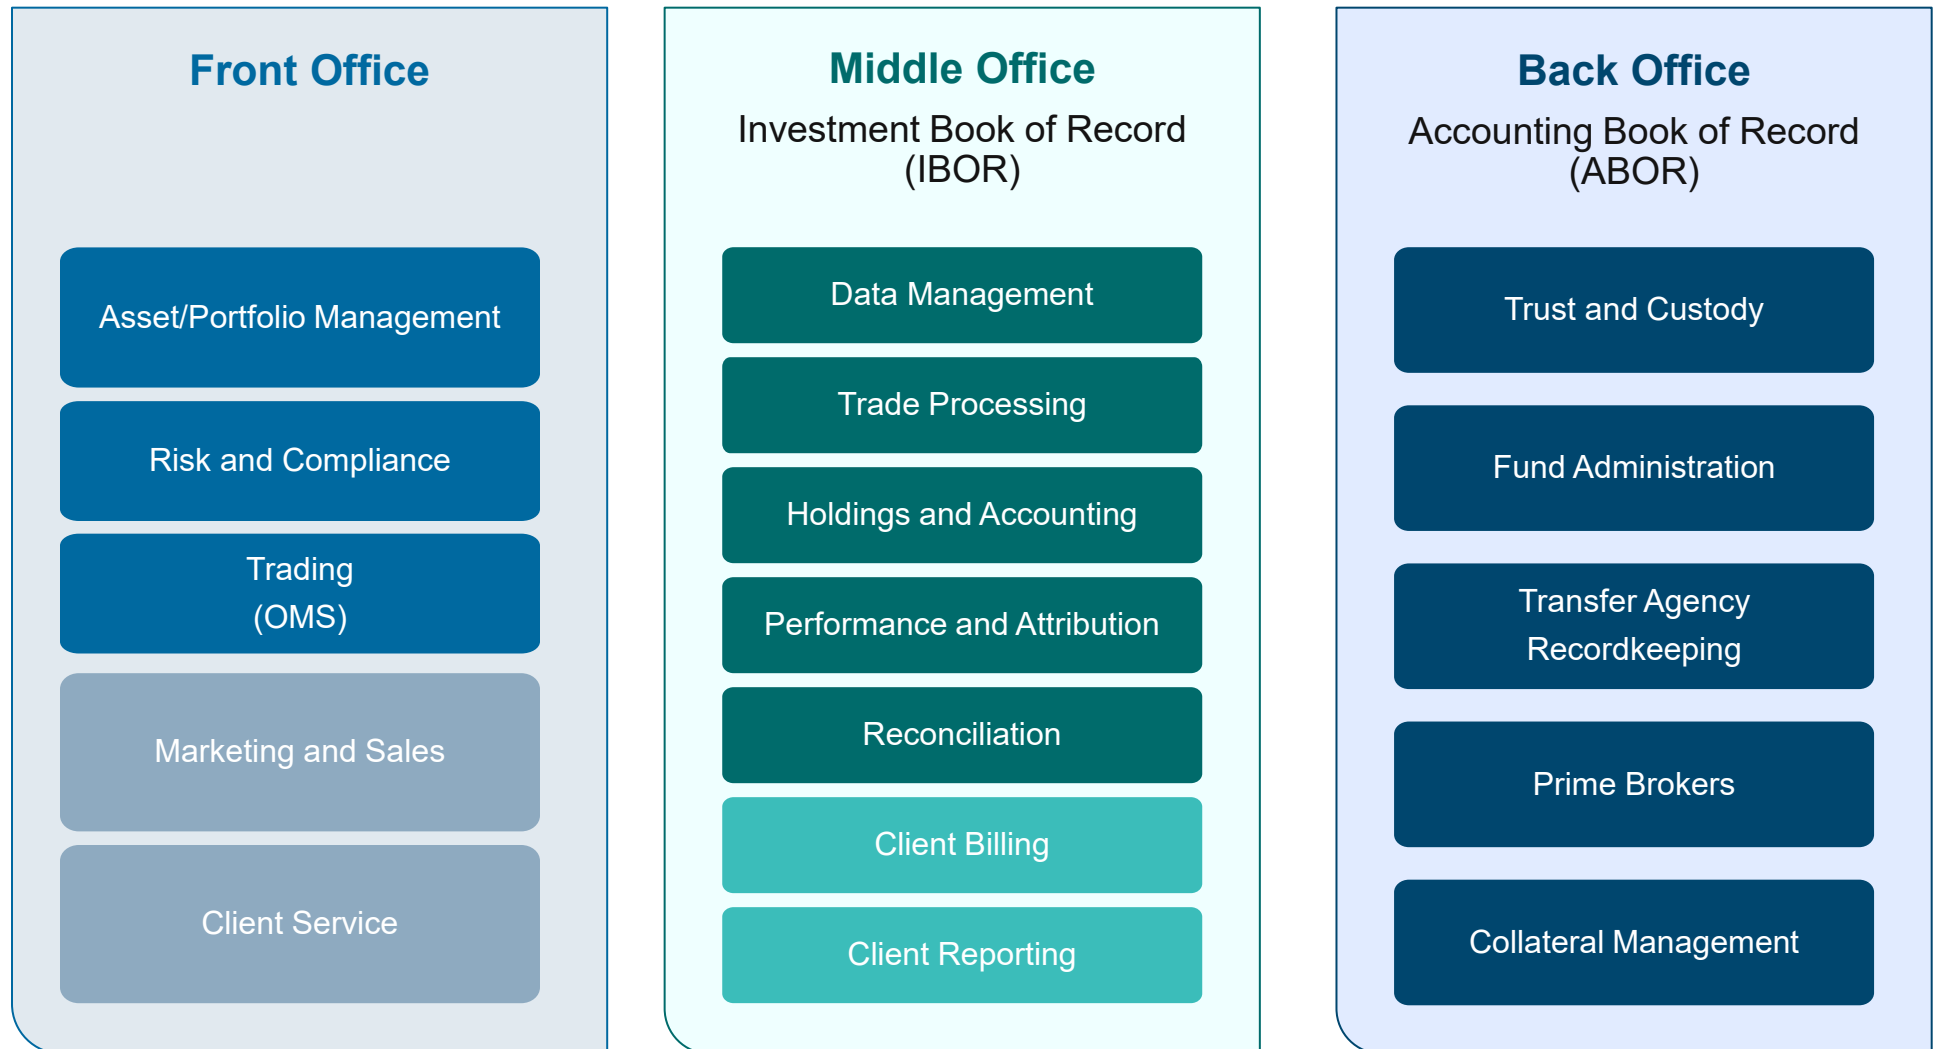 Front Office
Asset/Portfolio Management
Risk and Compliance
Trading
(OMS)
Marketing and Sales
Client Service
Middle Office
Investment Book of Record
(IBOR)
Data Management
Trade Processing
Holdings and Accounting
Performance and Attribution
Reconciliation
Client Billing
Client Reporting
Back Office
Accounting Book of Record
(ABOR)
Trust and Custody
Fund Administration
Transfer Agency
Recordkeeping
Prime Brokers
Collateral Management